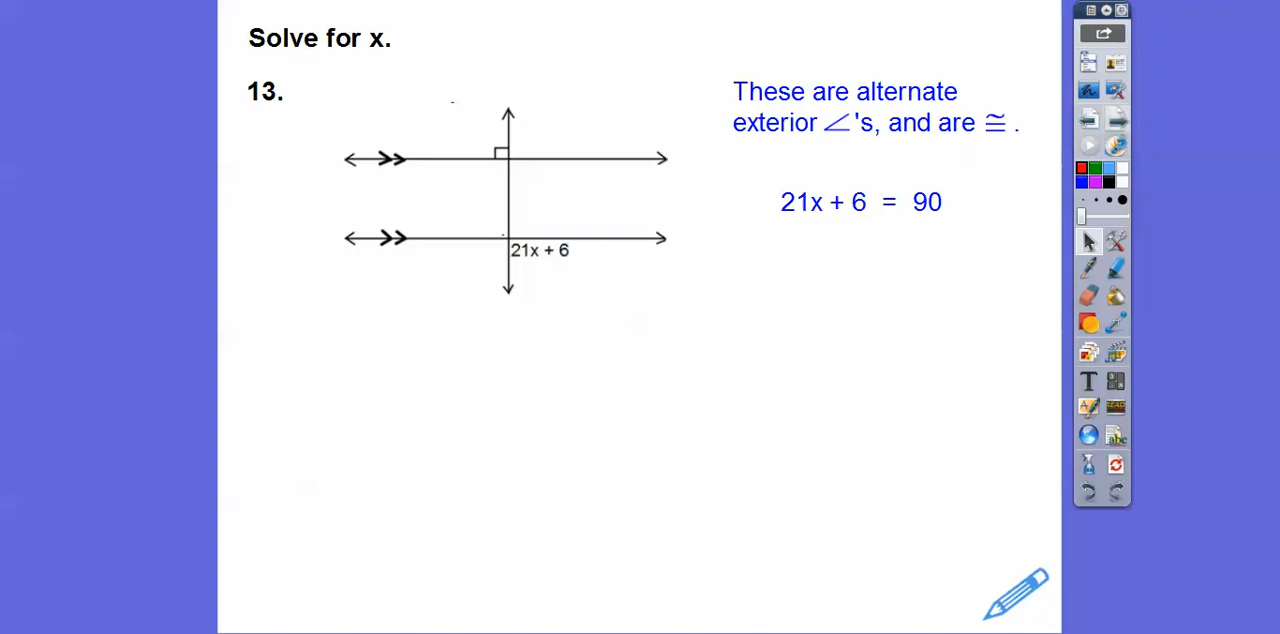 Solve for x.
13.
These are alternate
exterior ∠'s, and are ≅ .
21x + 6 = 90
21x + 6